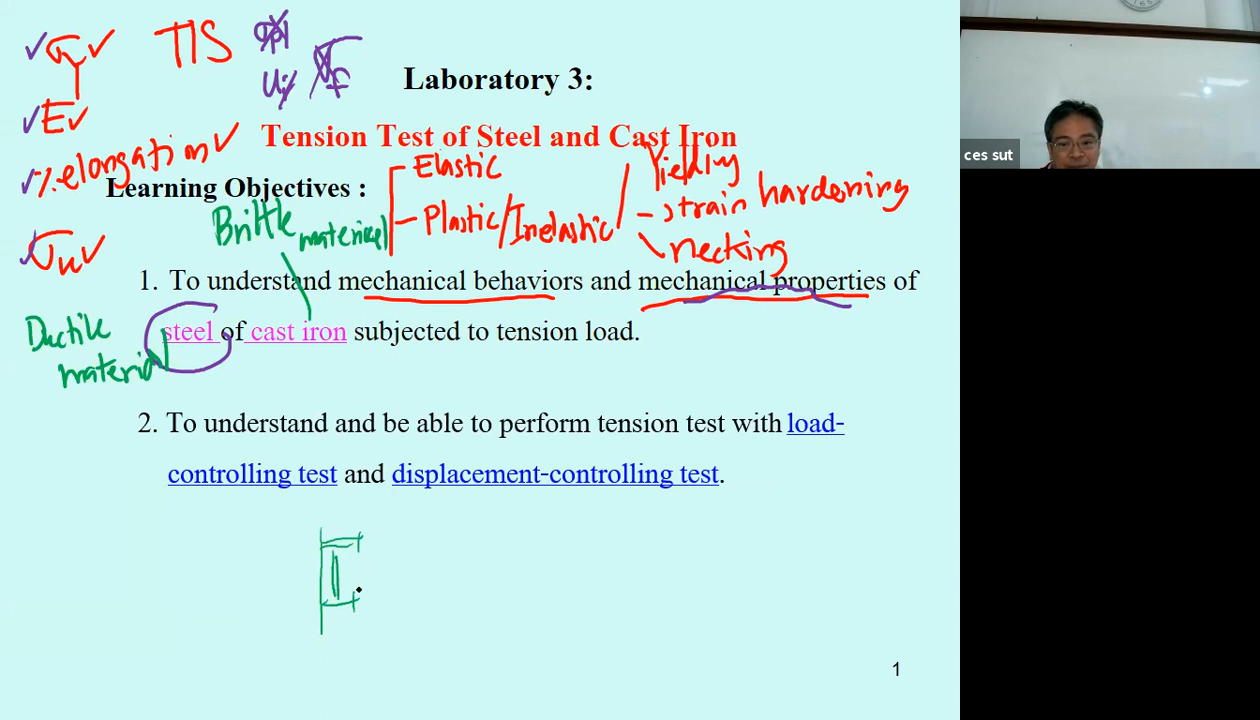 σy TIS
Laboratory 3:
E
Tension Test of Steel and Cast Iron
% elongation
Learning Objectives :
Elastic
Plastic/Inelastic
Yielding
strain hardening
necking
Brittle material
σu
1. To understand mechanical behaviors and mechanical properties of
steel of cast iron subjected to tension load.
Ductile
material
2. To understand and be able to perform tension test with load-
controlling test and displacement-controlling test.
1
ces sut